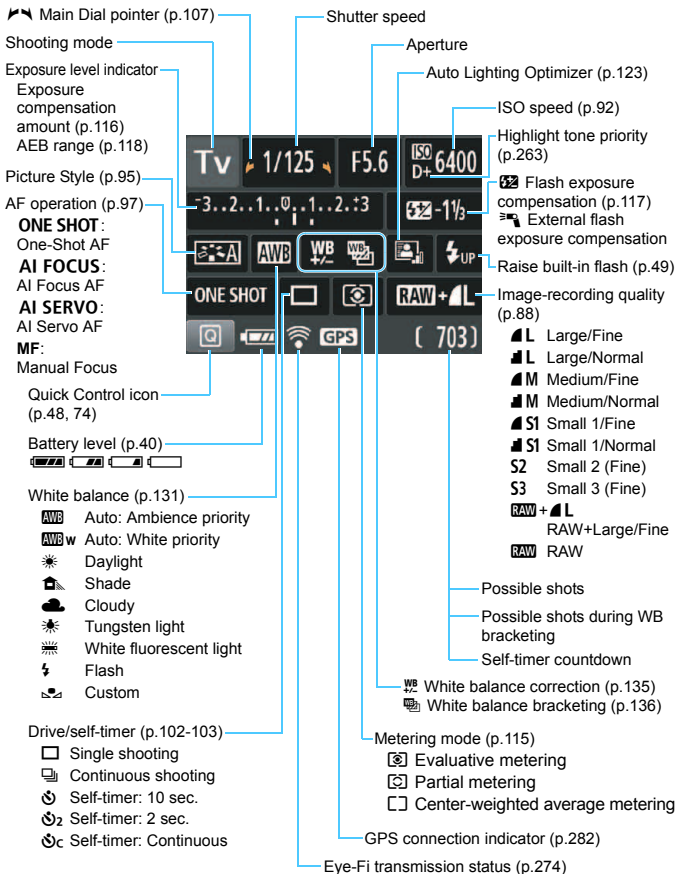 Main Dial pointer (p.107)
Shutter speed
Shooting mode
Aperture
Exposure level indicator
Exposure
compensation
amount (p.116)
AEB range (p.118)
Auto Lighting Optimizer (p.123)
ISO speed (p.92)
Highlight tone priority
(p.263)
Picture Style (p.95)
Flash exposure
compensation (p.117)
External flash
exposure compensation
AF operation (p.97)
ONE SHOT:
One-Shot AF
AI FOCUS:
AI Focus AF
AI SERVO:
AI Servo AF
MF:
Manual Focus
Raise built-in flash (p.49)
Tv 1/125 F5.6 ISO D+ 6400
-3..2..1..0..1..2..+3 -1⅓
A AWB WB +/- WB UP
ONE SHOT RAW+L
Q GPS ( 703)
Image-recording quality
(p.88)
L Large/Fine
L Large/Normal
M Medium/Fine
M Medium/Normal
S1 Small 1/Fine
S1 Small 1/Normal
S2 Small 2 (Fine)
S3 Small 3 (Fine)
RAW+L
RAW+Large/Fine
RAW RAW
Quick Control icon
(p.48, 74)
Battery level (p.40)
White balance (p.131)
AWB Auto: Ambience priority
AWB W Auto: White priority
Daylight
Shade
Cloudy
Tungsten light
White fluorescent light
Flash
Custom
Possible shots
Possible shots during WB
bracketing
Self-timer countdown
WB +/- White balance correction (p.135)
WB White balance bracketing (p.136)
Drive/self-timer (p.102-103)
Single shooting
Continuous shooting
Self-timer: 10 sec.
2 Self-timer: 2 sec.
C Self-timer: Continuous
Metering mode (p.115)
Evaluative metering
Partial metering
Center-weighted average metering
GPS connection indicator (p.282)
Eye-Fi transmission status (p.274)